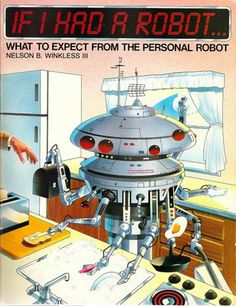 IF I HAD A ROBOT...
WHAT TO EXPECT FROM THE PERSONAL ROBOT
NELSON B. WINKLESS III